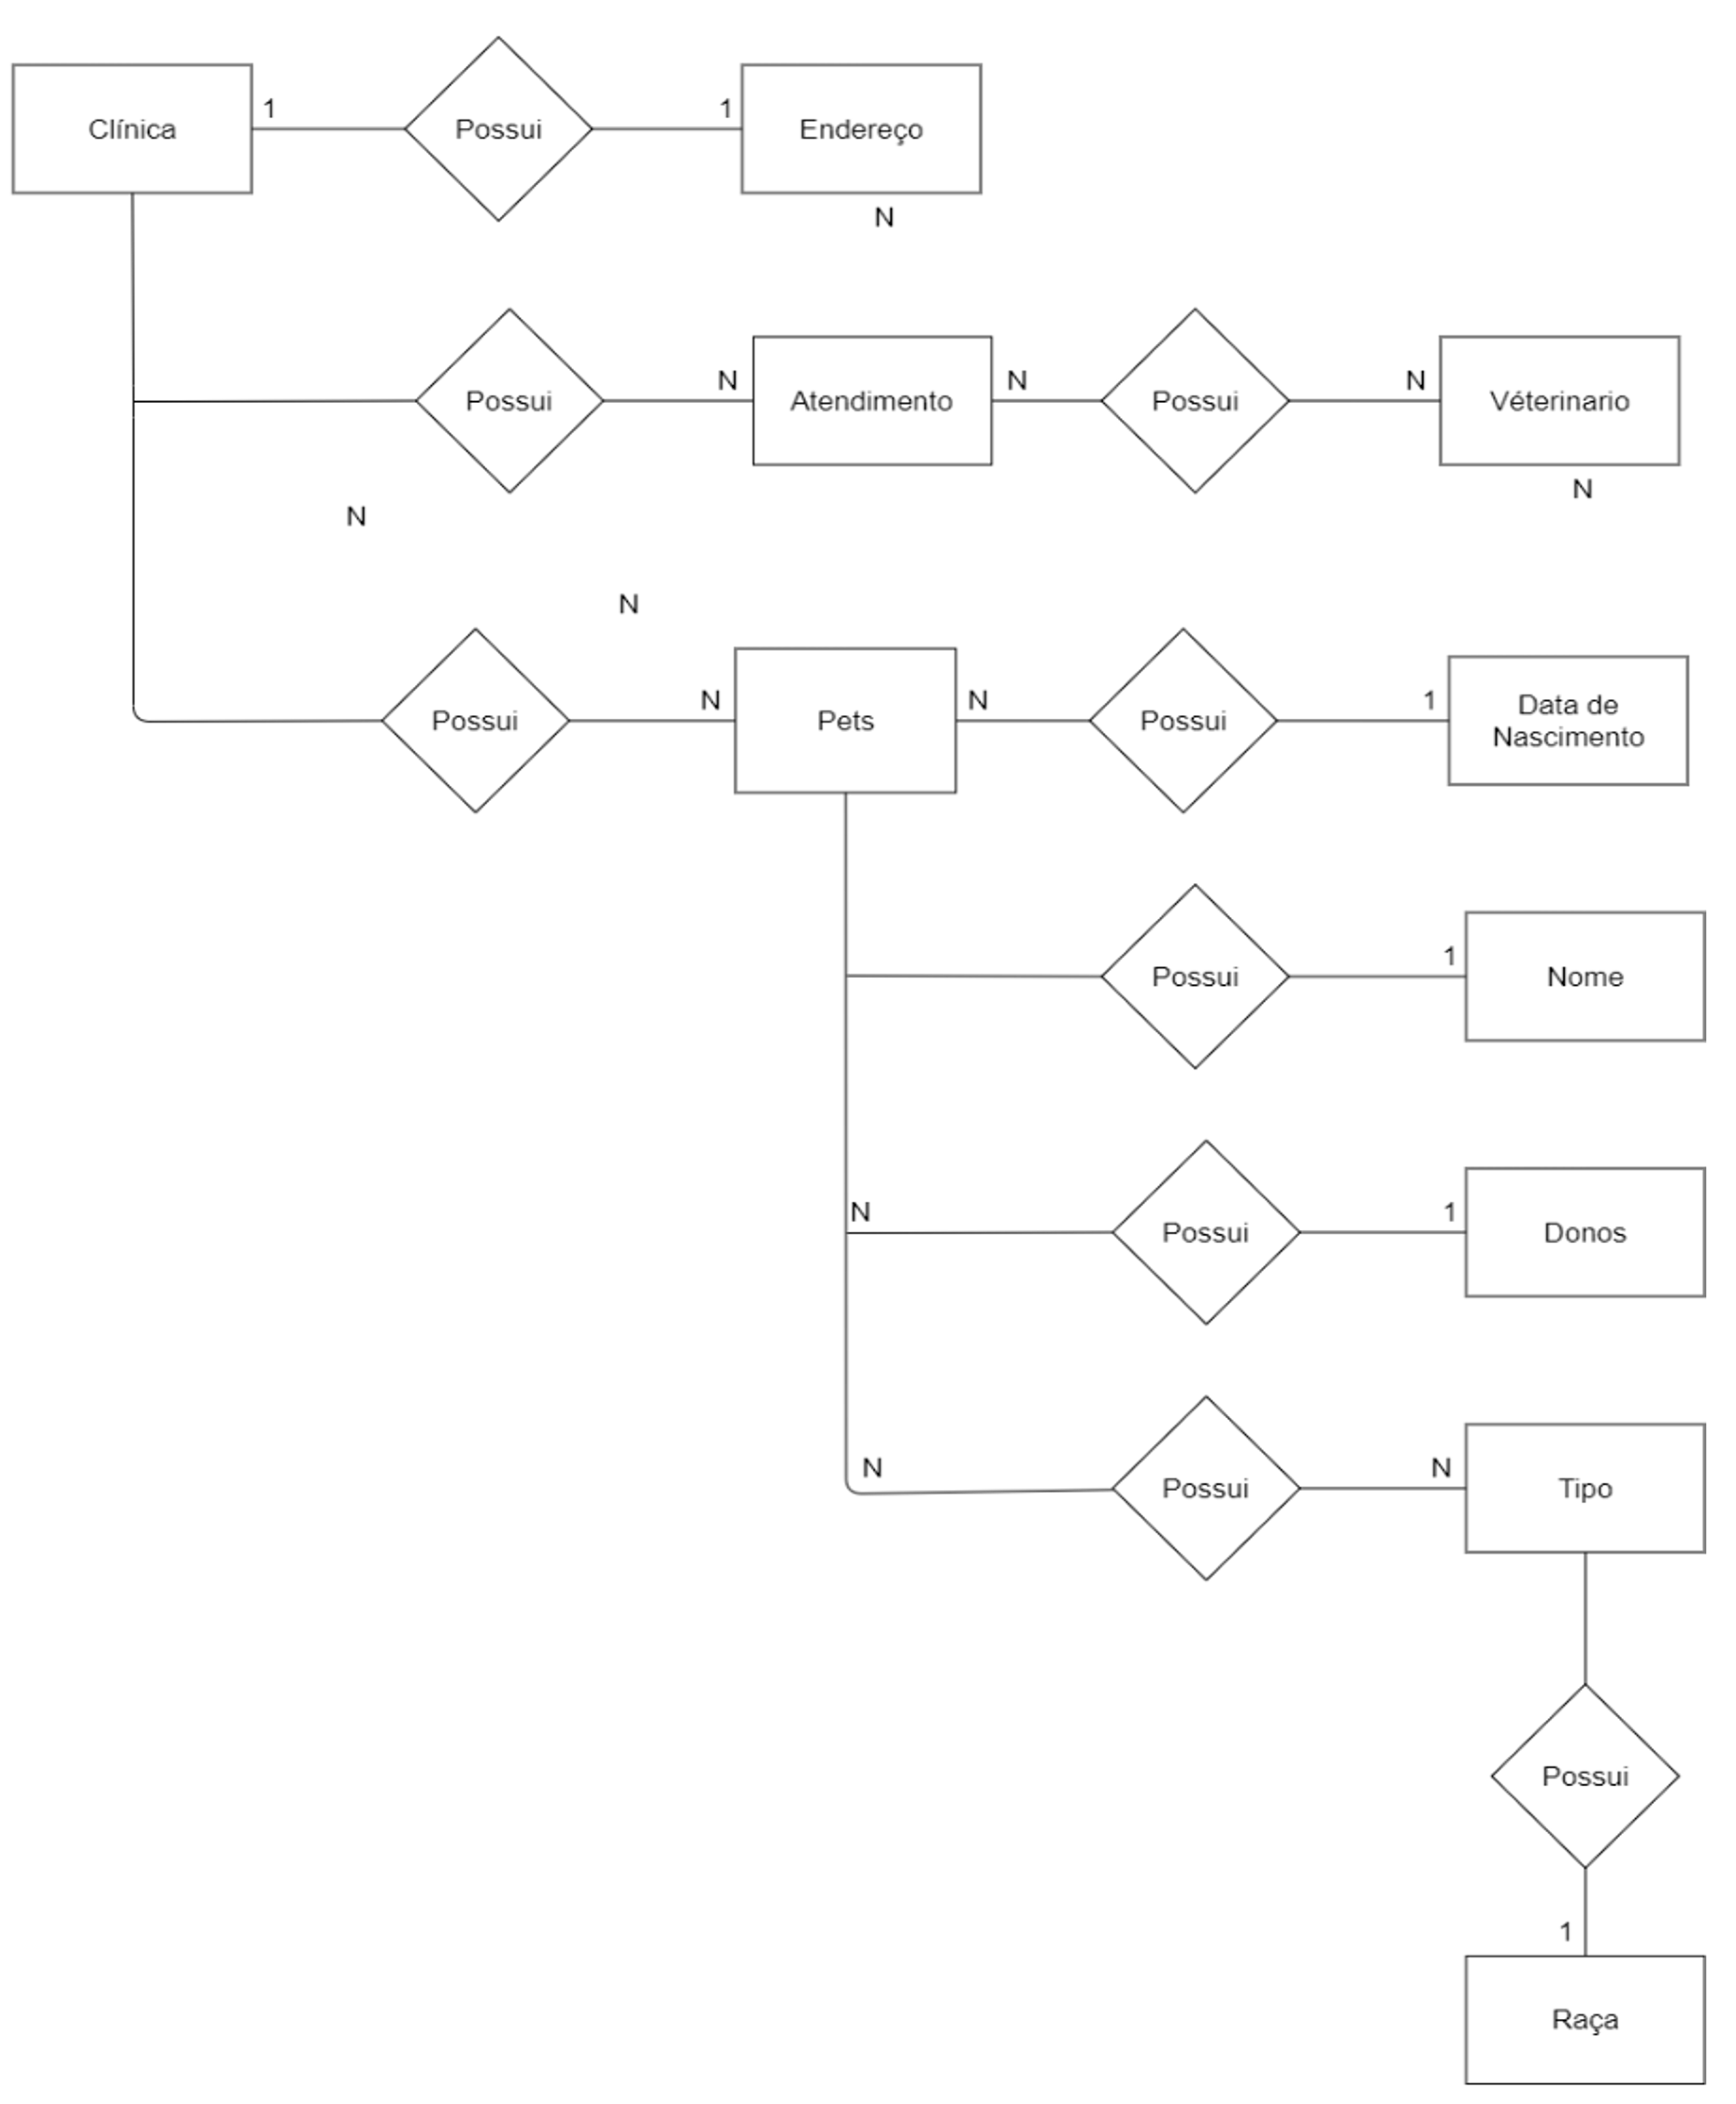 Clínica
1
Possui
1
Endereço
N
Possui
N
Atendimento
N
Possui
N
Véterinario
N
N
N
Possui
N
Pets
N
Possui
1
Data de
Nascimento
Possui
1
Nome
N
Possui
1
Donos
N
Possui
N
Tipo
Possui
1
Raça